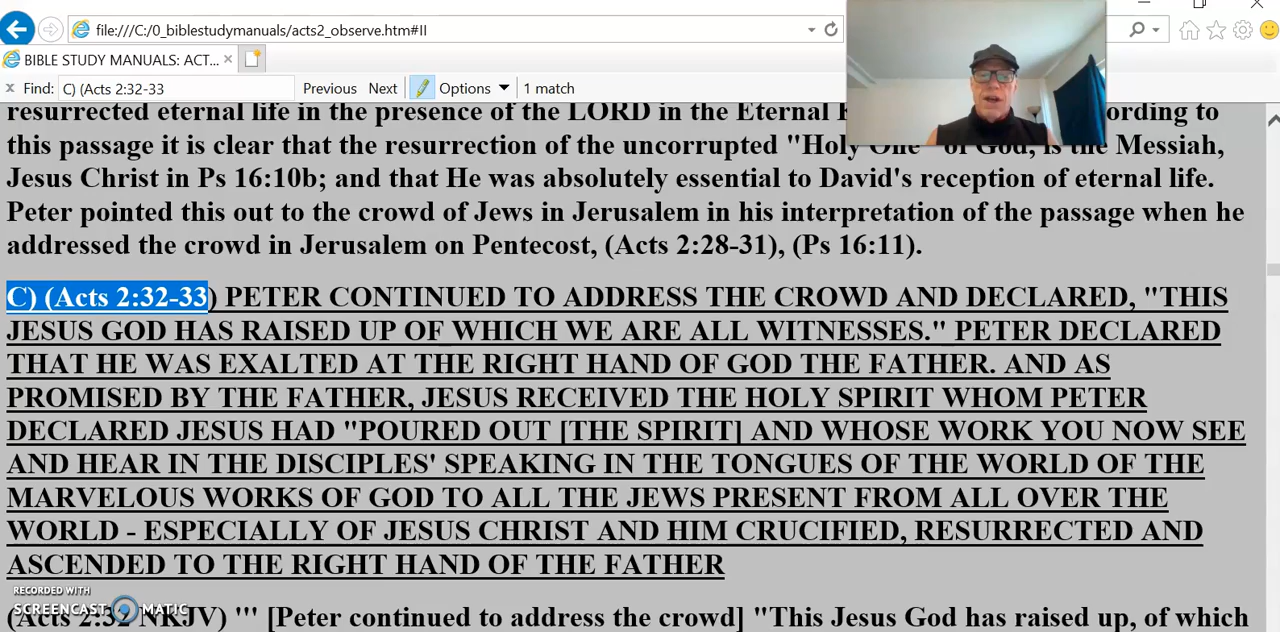 file:///C:/0_biblestudymanuals/acts2_observe.htm#II
BIBLE STUDY MANUALS: ACT...
Find: C) (Acts 2:32-33 Previous Next Options 1 match
resurrected eternal life in the presence of the LORD in the Eternal ording to
this passage it is clear that the resurrection of the uncorrupted "Holy One" of God, is the Messiah,
Jesus Christ in Ps 16:10b; and that He was absolutely essential to David's reception of eternal life.
Peter pointed this out to the crowd of Jews in Jerusalem in his interpretation of the passage when he
addressed the crowd in Jerusalem on Pentecost, (Acts 2:28-31), (Ps 16:11).
C) (Acts 2:32-33) PETER CONTINUED TO ADDRESS THE CROWD AND DECLARED, "THIS
JESUS GOD HAS RAISED UP OF WHICH WE ARE ALL WITNESSES." PETER DECLARED
THAT HE WAS EXALTED AT THE RIGHT HAND OF GOD THE FATHER. AND AS
PROMISED BY THE FATHER, JESUS RECEIVED THE HOLY SPIRIT WHOM PETER
DECLARED JESUS HAD "POURED OUT [THE SPIRIT] AND WHOSE WORK YOU NOW SEE
AND HEAR IN THE DISCIPLES' SPEAKING IN THE TONGUES OF THE WORLD OF THE
MARVELOUS WORKS OF GOD TO ALL THE JEWS PRESENT FROM ALL OVER THE
WORLD - ESPECIALLY OF JESUS CHRIST AND HIM CRUCIFIED, RESURRECTED AND
ASCENDED TO THE RIGHT HAND OF THE FATHER
RECORDED WITH
SCREENCAST MATIC
(Acts 2:32 NKJV) "' [Peter continued to address the crowd] "This Jesus God has raised up, of which